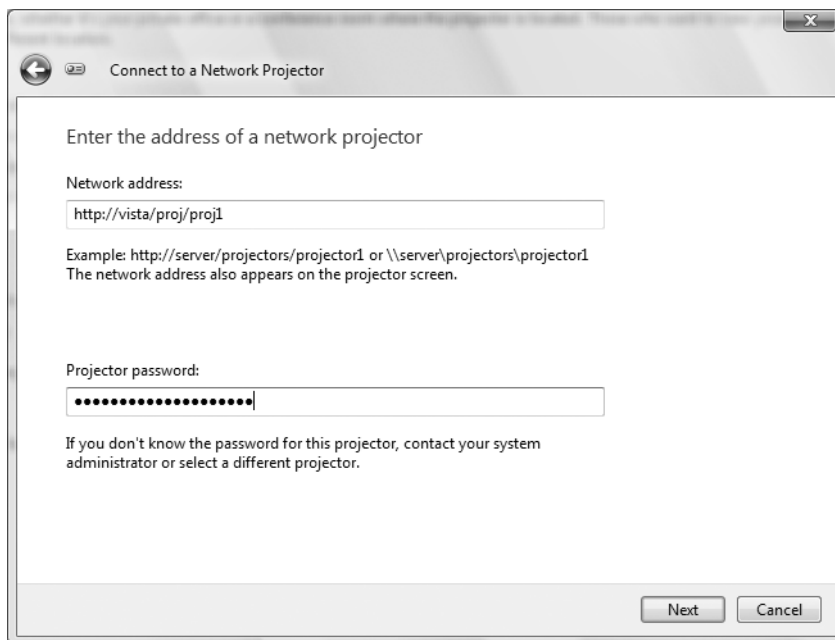 Connect to a Network Projector
Enter the address of a network projector
Network address:
http://vista/proj/proj1
Example: http://server/projectors/projector1 or \\server\projectors\projector1
The network address also appears on the projector screen.
Projector password:
••••••••••••••••••••
If you don't know the password for this projector, contact your system
administrator or select a different projector.
Next Cancel